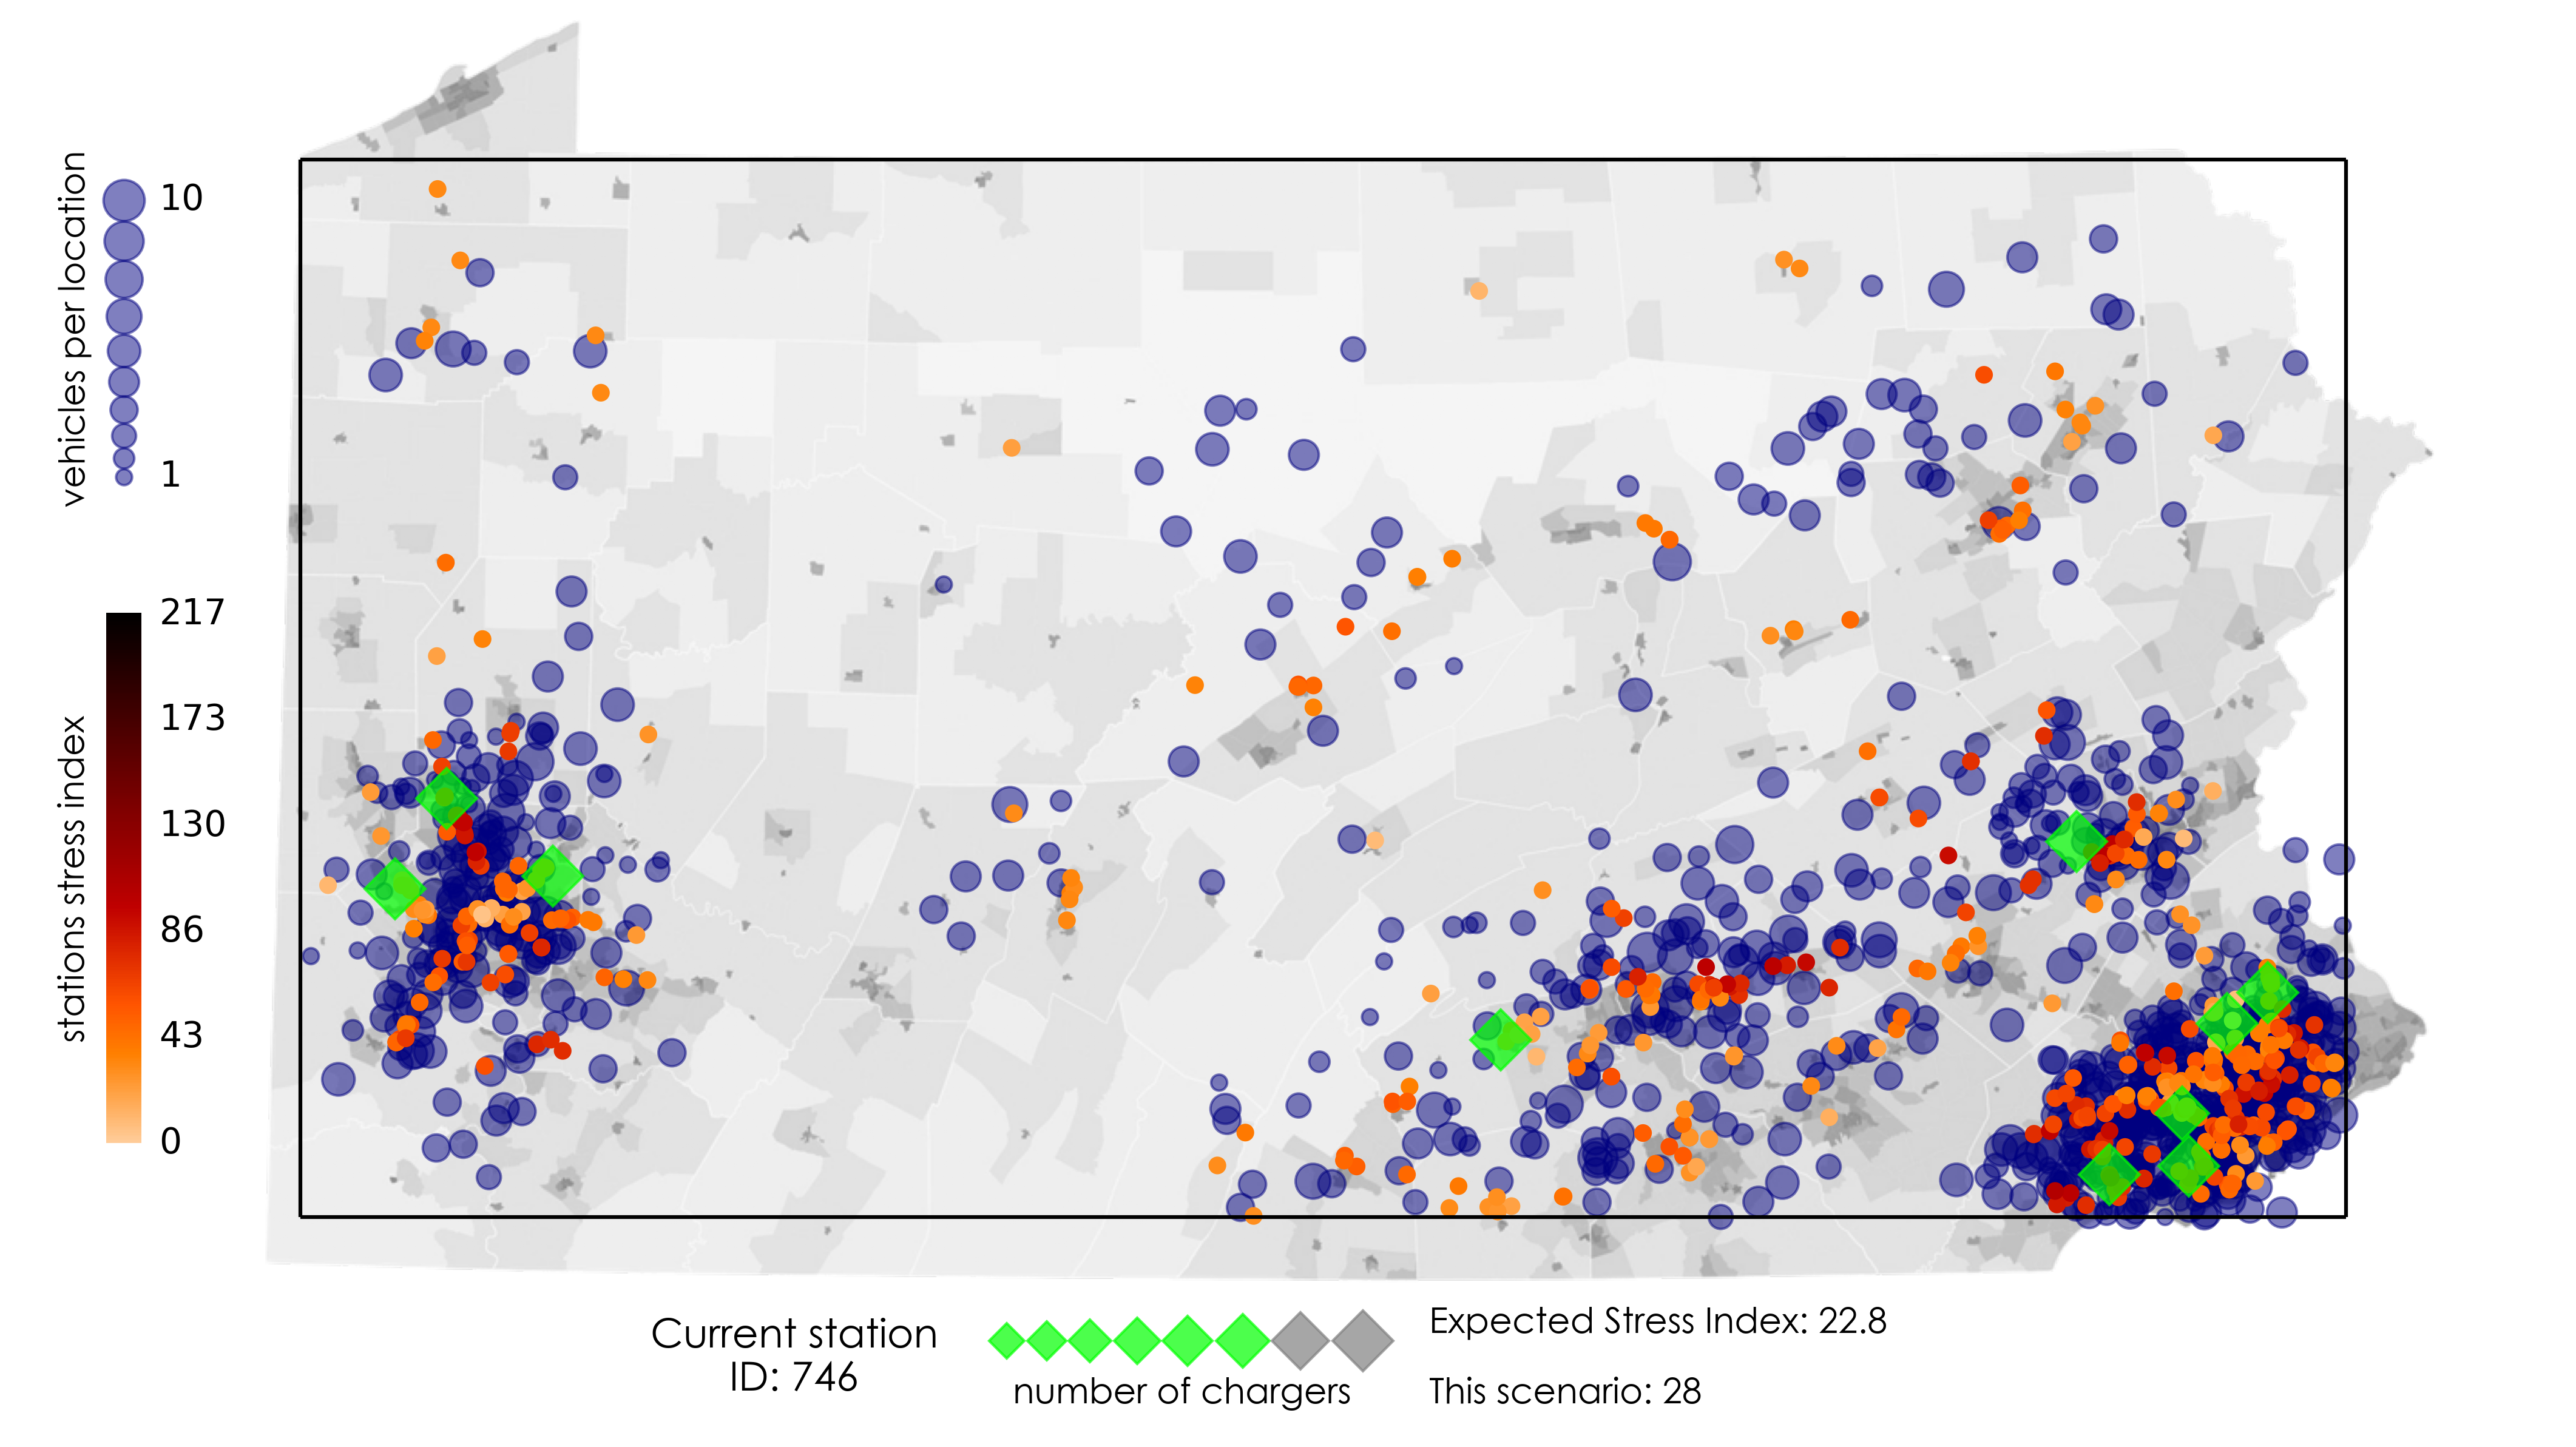 vehicles per location
10
1
stations stress index
217
173
130
86
43
0
Current station
ID: 746
number of chargers
Expected Stress Index: 22.8
This scenario: 28